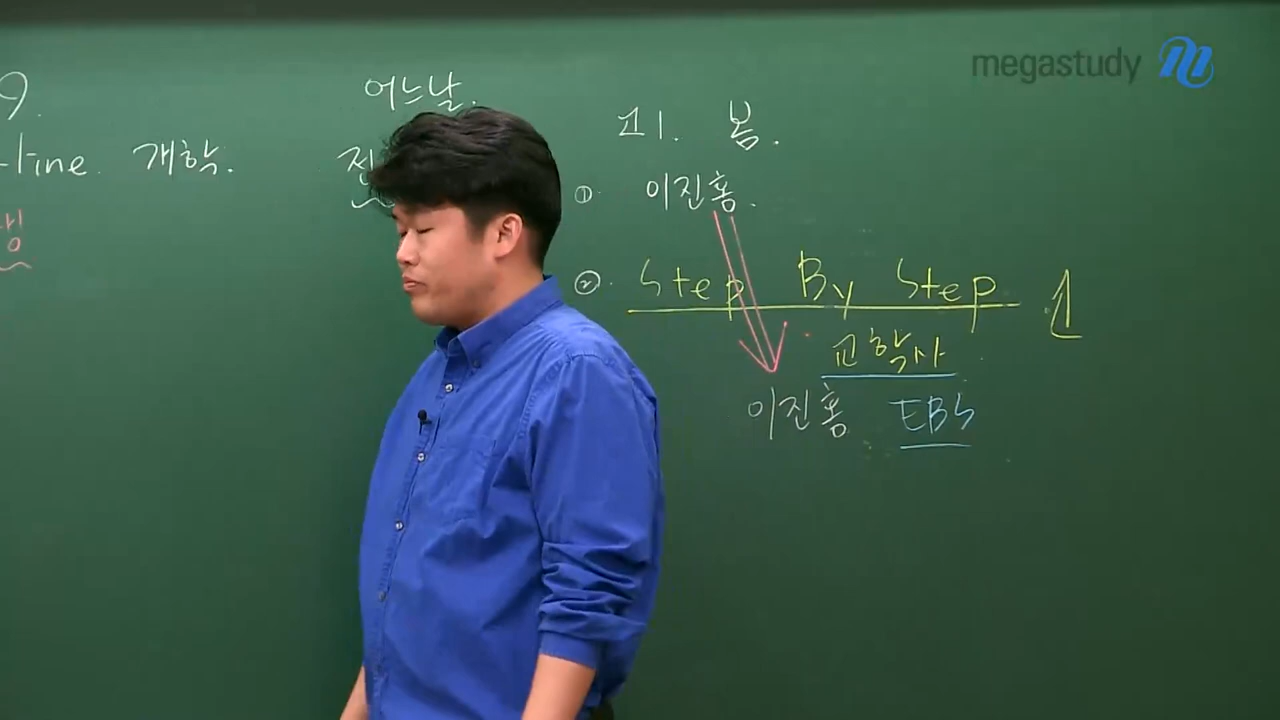 megastudy
9.
line. 개학.
어느날.
전
고1. 봄.
① 이진홍.
② Step By Step
교학사
이진홍 EBS